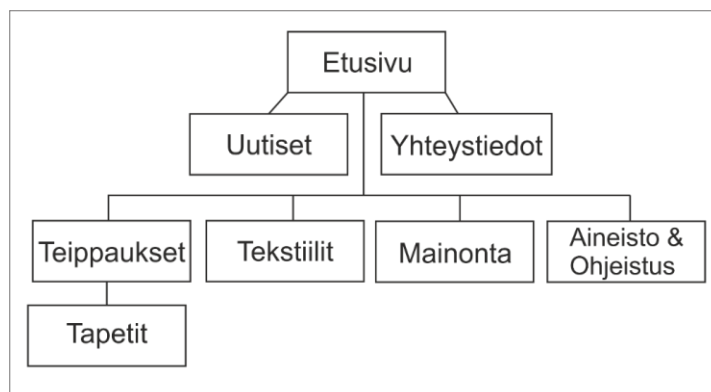 Etusivu
Uutiset
Yhteystiedot
Teippaukset
Tekstiilit
Mainonta
Aineisto &
Ohjeistus
Tapetit